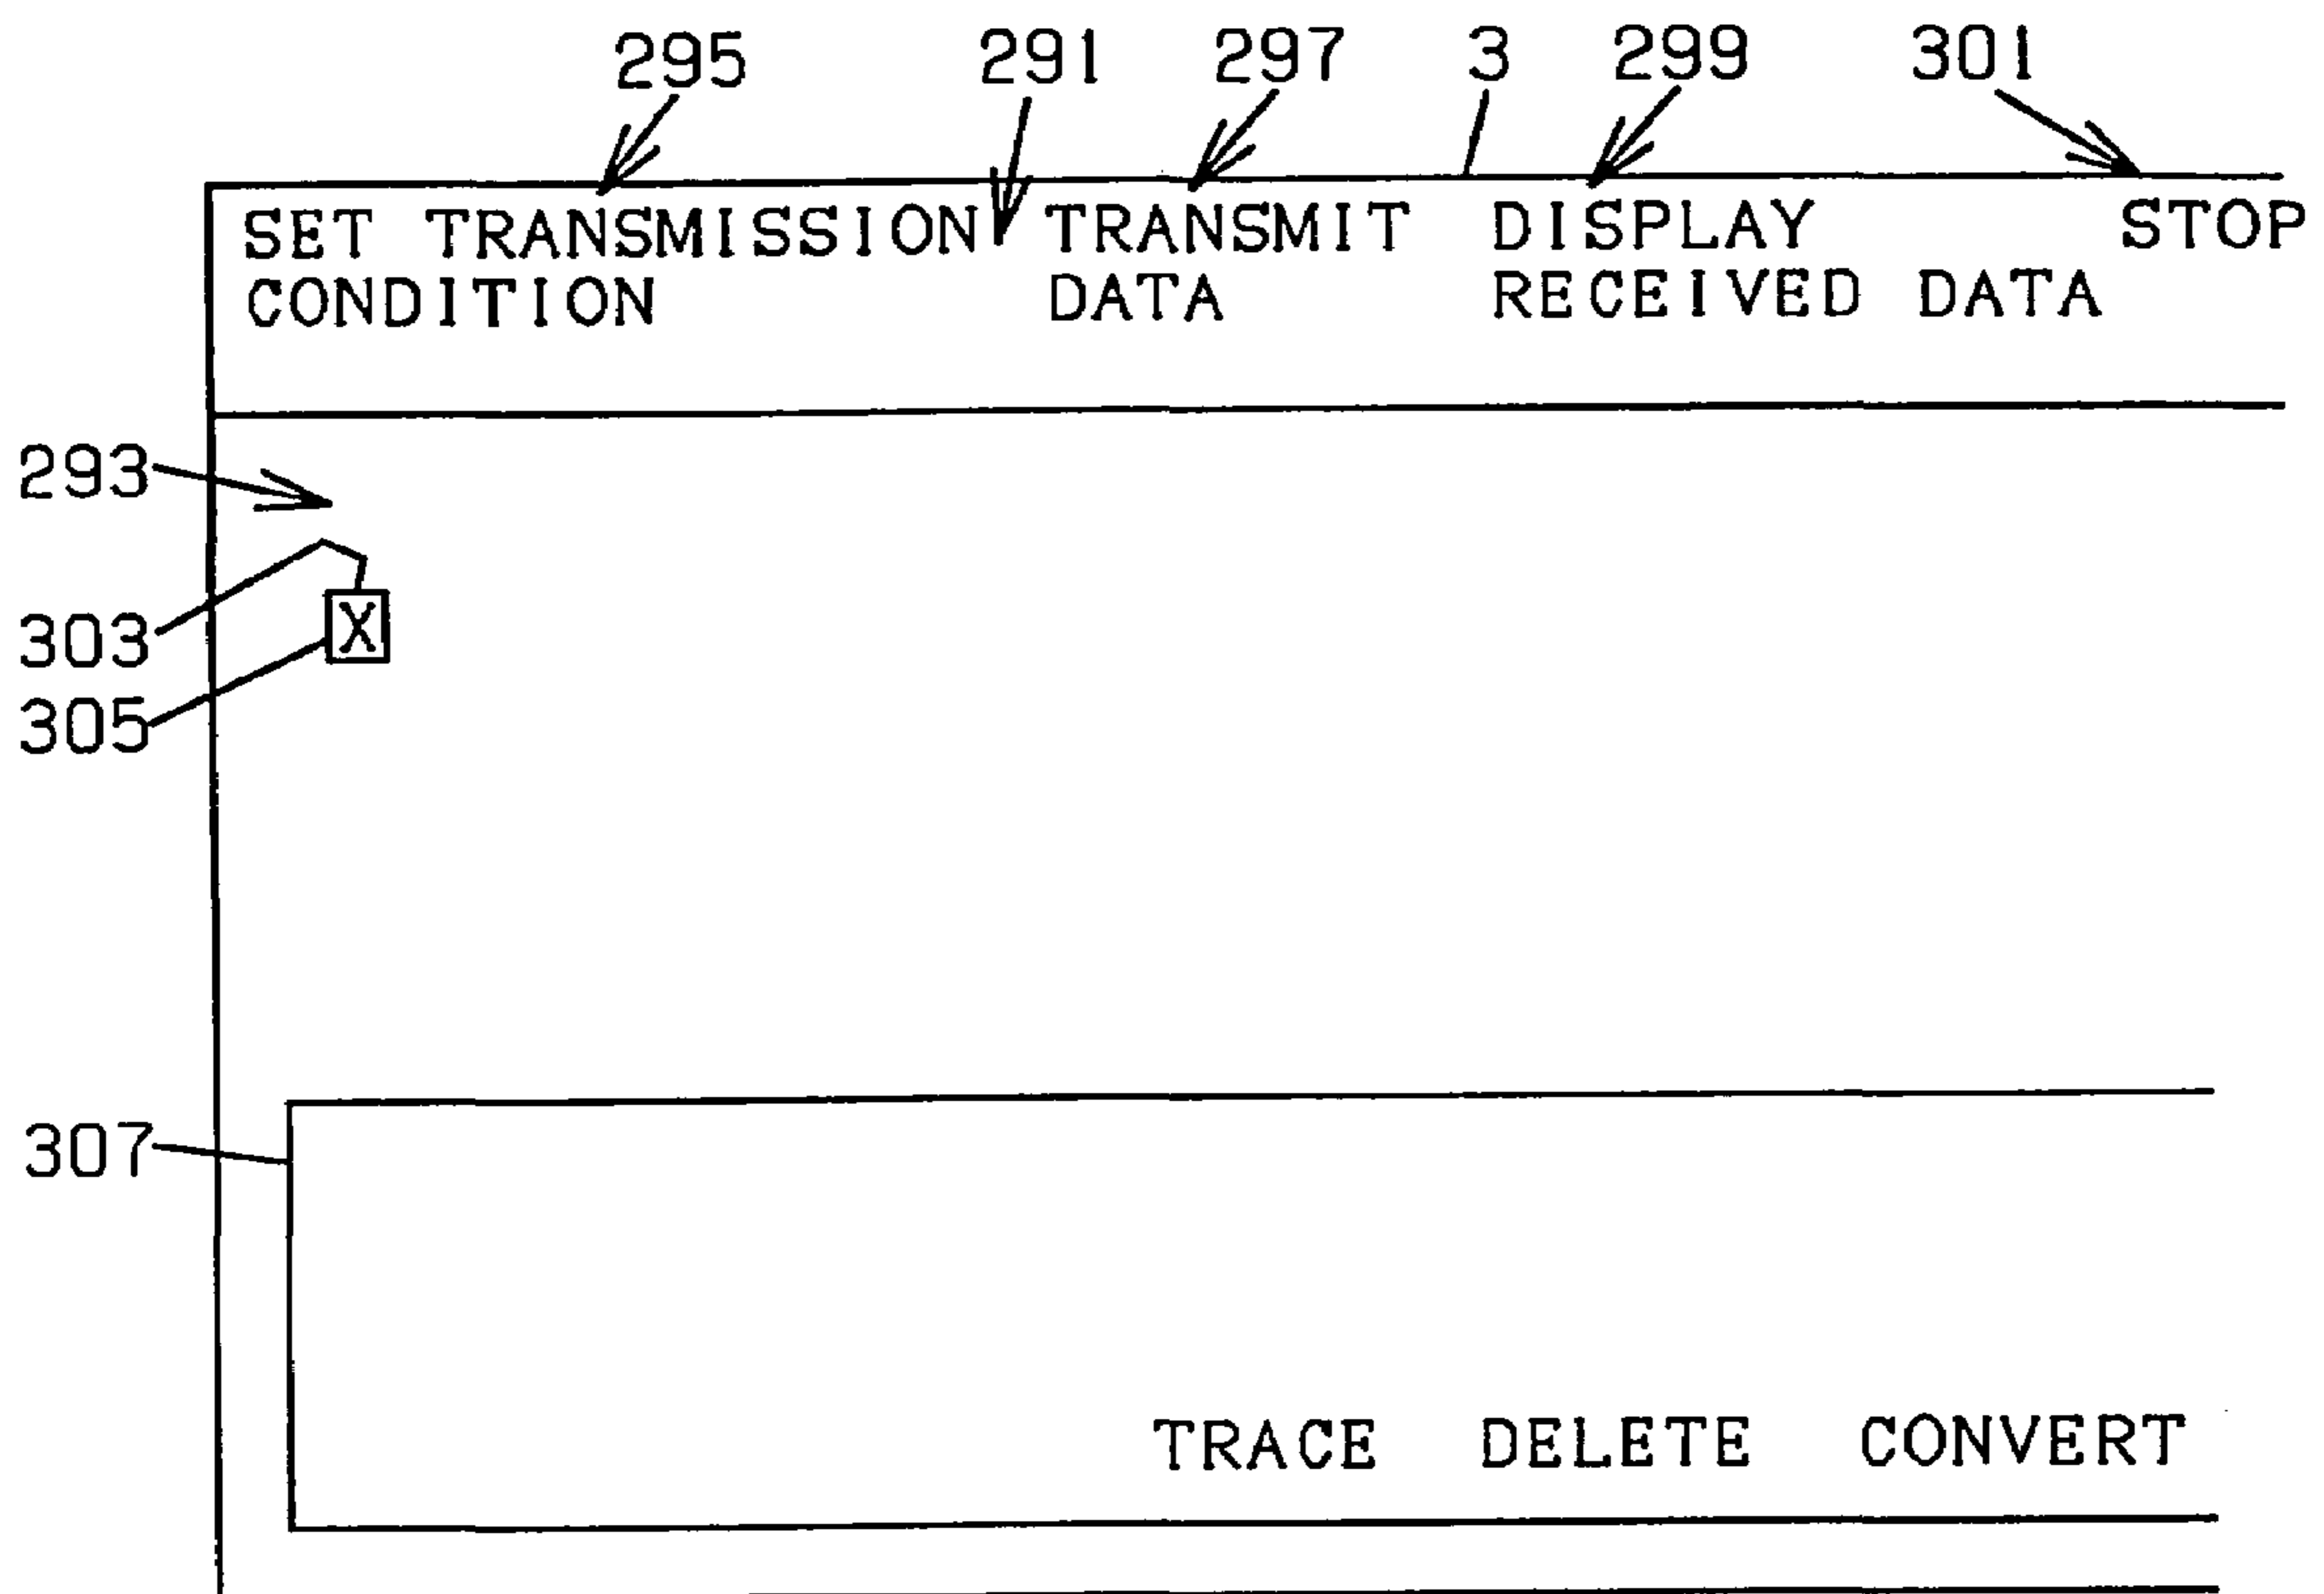 295 291 297 3 299 301
SET TRANSMISSION TRANSMIT DISPLAY STOP
CONDITION DATA RECEIVED DATA
293
303
X
305
307
TRACE DELETE CONVERT